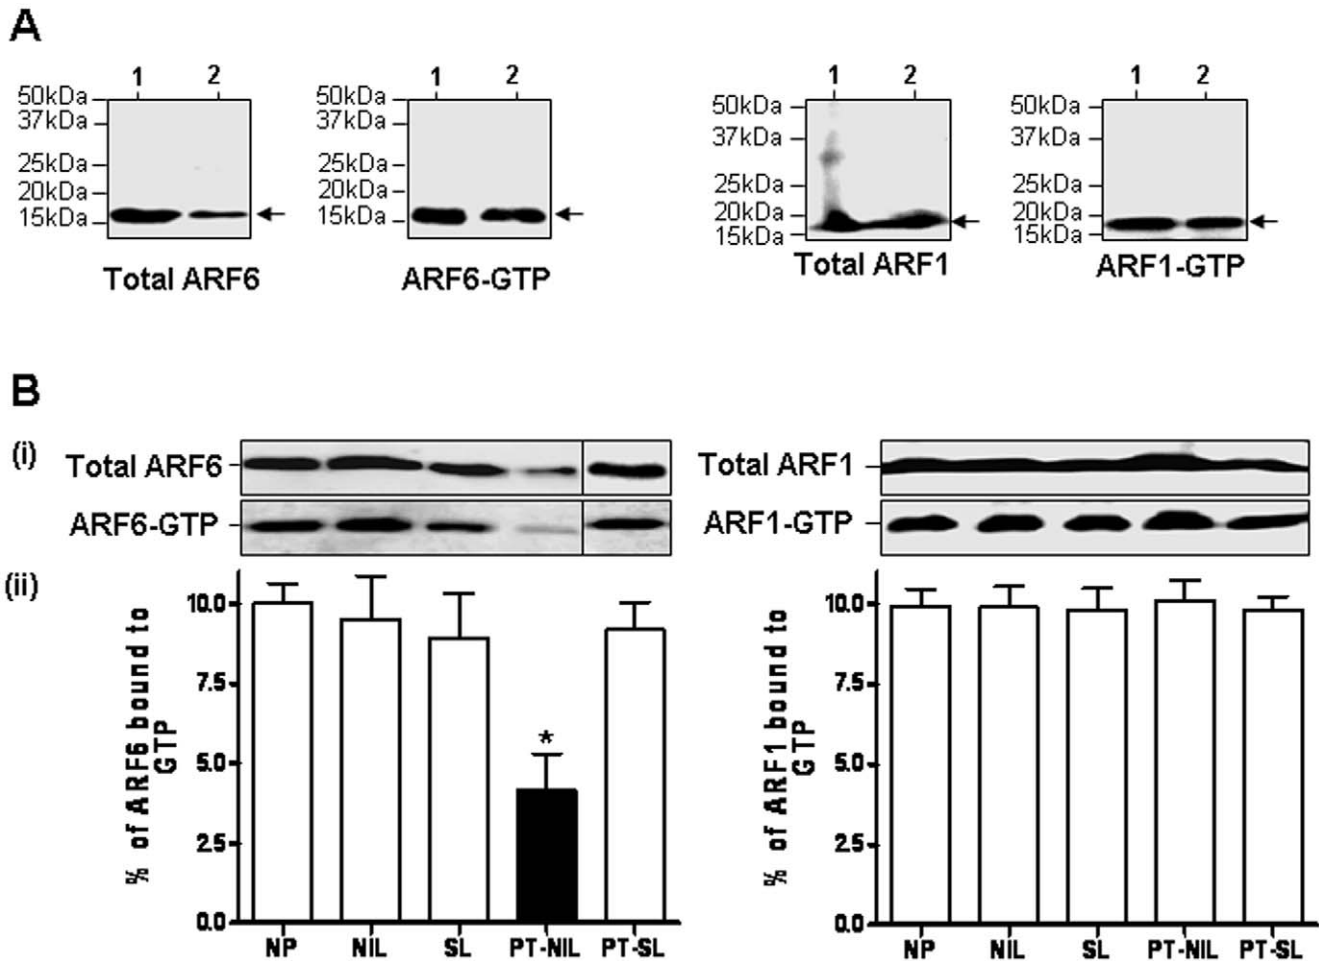 A
1 2
50kDa
37kDa
25kDa
20kDa
15kDa
Total ARF6
1 2
50kDa
37kDa
25kDa
20kDa
15kDa
ARF6-GTP
1 2
50kDa
37kDa
25kDa
20kDa
15kDa
Total ARF1
1 2
50kDa
37kDa
25kDa
20kDa
15kDa
ARF1-GTP
B
(i)
Total ARF6
ARF6-GTP
Total ARF1
ARF1-GTP
(ii)
% of ARF6 bound to
GTP
10.0
7.5
5.0
2.5
0.0
*
NP NIL SL PT-NIL PT-SL
% of ARF1 bound to
GTP
10.0
7.5
5.0
2.5
0.0
NP NIL SL PT-NIL PT-SL